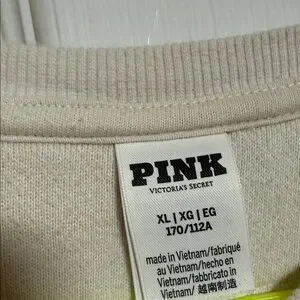 PINK
VICTORIA'S SECRET
XL | XG | EG
170/112A
made in Vietnam/fabriqué
au Vietnam/hecho en
Vietnam/fabbricato in
Vietnam/ 越南制造